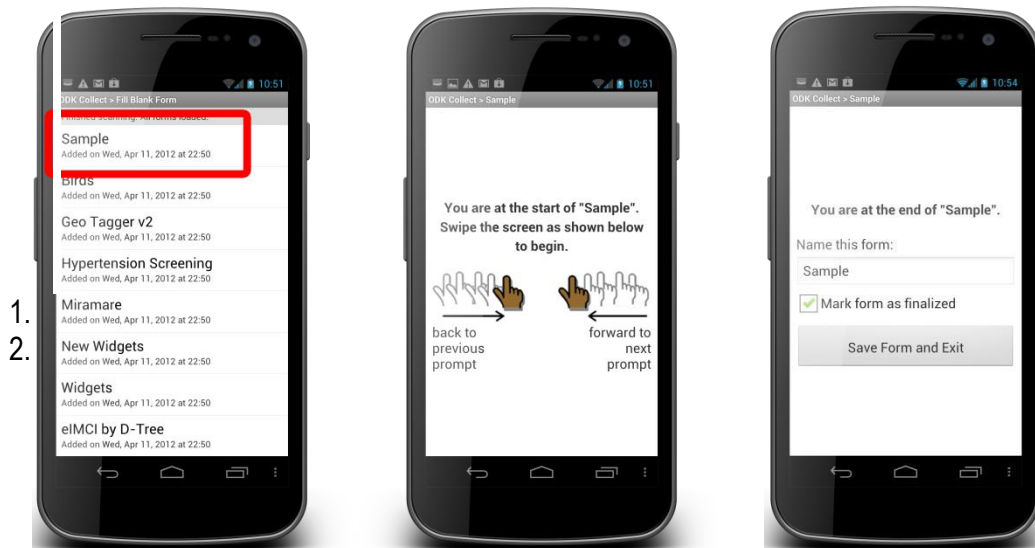 10:51
ODK Collect > Fill Blank Form
Finished scanning. All forms loaded.
Sample
Added on Wed, Apr 11, 2012 at 22:50
Birds
Added on Wed, Apr 11, 2012 at 22:50
Geo Tagger v2
Added on Wed, Apr 11, 2012 at 22:50
Hypertension Screening
Added on Wed, Apr 11, 2012 at 22:50
1.
Miramare
Added on Wed, Apr 11, 2012 at 22:50
2.
New Widgets
Added on Wed, Apr 11, 2012 at 22:50
Widgets
Added on Wed, Apr 11, 2012 at 22:50
eIMCI by D-Tree
Added on Wed, Apr 11, 2012 at 22:50
10:51
ODK Collect > Sample
You are at the start of "Sample".
Swipe the screen as shown below
to begin.
back to
previous
prompt
forward to
next
prompt
10:54
ODK Collect > Sample
You are at the end of "Sample".
Name this form:
Sample
Mark form as finalized
Save Form and Exit